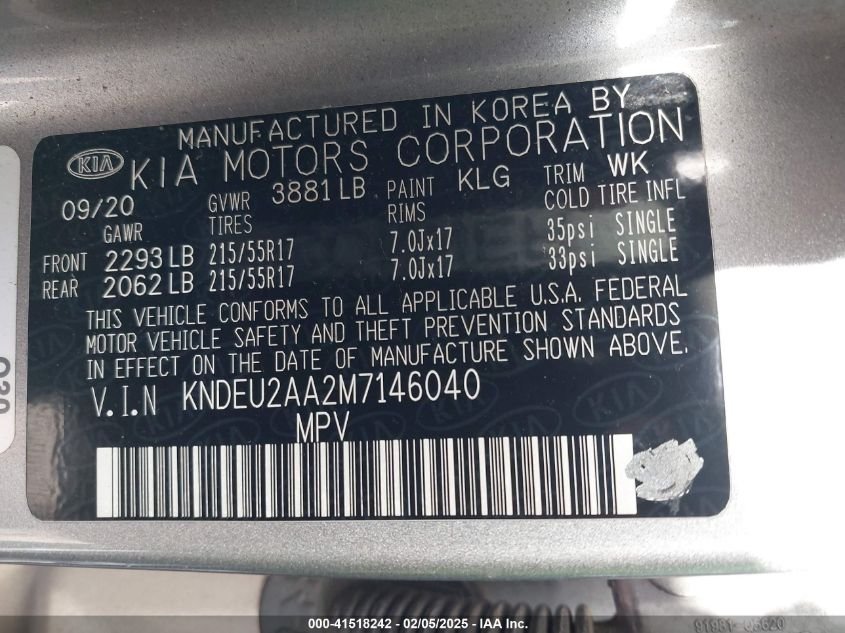 MANUFACTURED IN KOREA BY
KIA KIA MOTORS CORPORATION
09/20 GVWR 3881 LB PAINT KLG TRIM WK
GAWR TIRES RIMS COLD TIRE INFL
FRONT 2293 LB 215/55R17 7.0Jx17 35psi SINGLE
REAR 2062 LB 215/55R17 7.0Jx17 33psi SINGLE
THIS VEHICLE CONFORMS TO ALL APPLICABLE U.S.A. FEDERAL
MOTOR VEHICLE SAFETY AND THEFT PREVENTION STANDARDS
IN EFFECT ON THE DATE OF MANUFACTURE SHOWN ABOVE.
V.I.N KNDEU2AA2M7146040
MPV
000-41518242 - 02/05/2025 - IAA Inc.